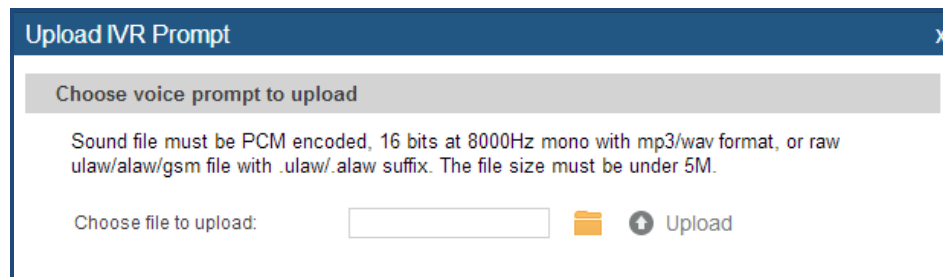 Upload IVR Prompt x
Choose voice prompt to upload
Sound file must be PCM encoded, 16 bits at 8000Hz mono with mp3/wav format, or raw
ulaw/alaw/gsm file with .ulaw/.alaw suffix. The file size must be under 5M.
Choose file to upload: Upload